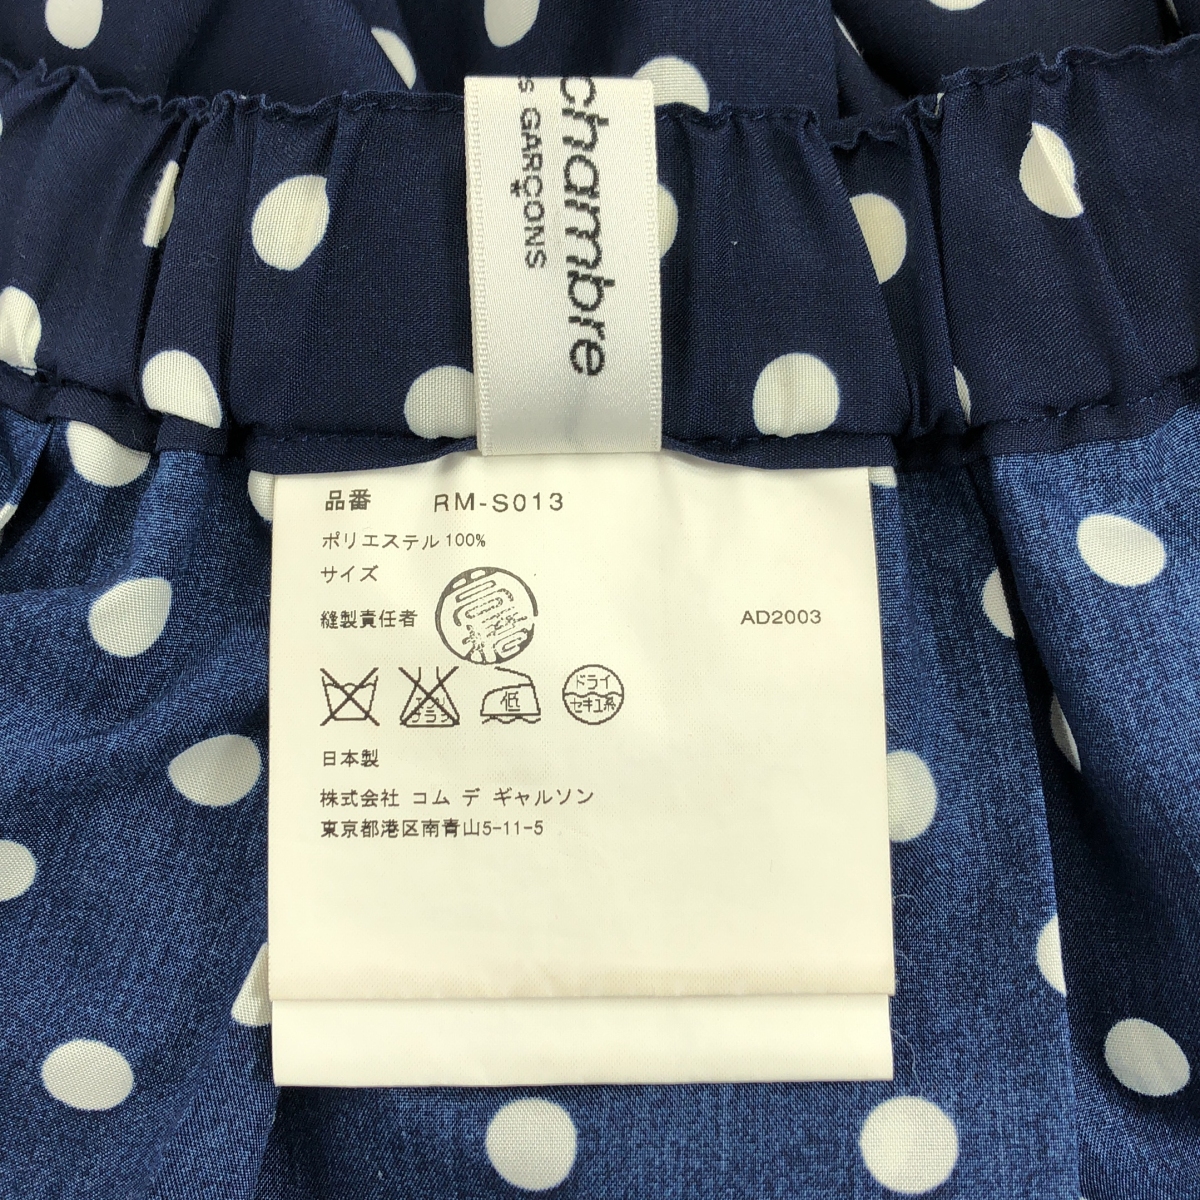 chambre
S GARÇONS
品番 RM-S013
ポリエステル 100%
サイズ
縫製責任者
AD2003
低
ドライ
セキユ系
日本製
株式会社 コム デ ギャルソン
東京都港区南青山5-11-5